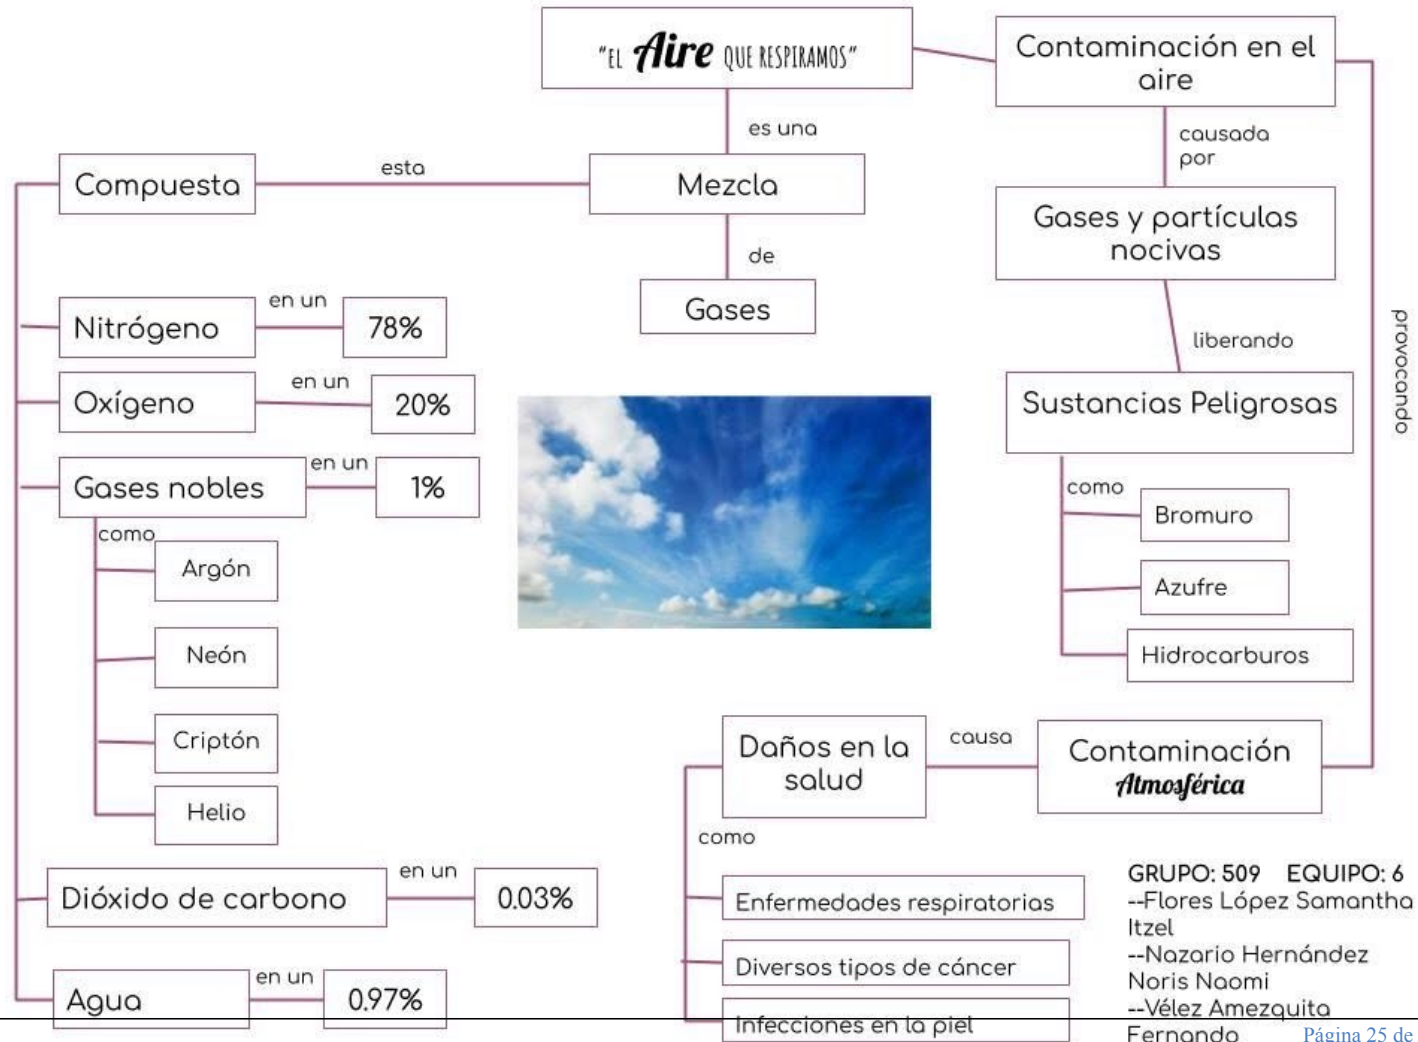 "EL Aire QUE RESPIRAMOS"
Contaminación en el
aire
es una
causada
por
Compuesta
esta
Mezcla
Gases y partículas
nocivas
de
Gases
en un
Nitrógeno
78%
liberando
provocando
en un
Oxígeno
20%
Sustancias Peligrosas
en un
Gases nobles
1%
como
Bromuro
como
Argón
Azufre
Neón
Hidrocarburos
Criptón
Daños en la
salud
causa
Contaminación
Atmosférica
Helio
como
en un
Dióxido de carbono
0.03%
Enfermedades respiratorias
Diversos tipos de cáncer
Infecciones en la piel
en un
Agua
0.97%
GRUPO: 509 EQUIPO: 6
--Flores López Samantha
Itzel
--Nazario Hernández
Noris Naomi
--Vélez Amezquita
Fernando
Página 25 de